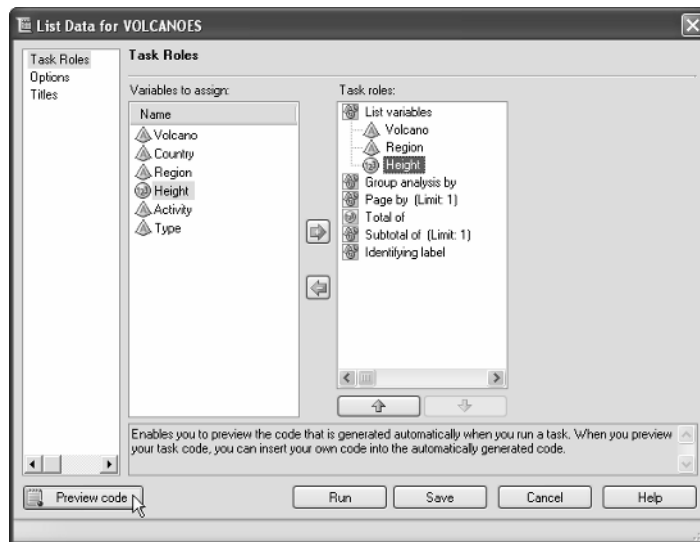 List Data for VOLCANOES
Task Roles
Options
Titles
Task Roles
Variables to assign:
Name
Volcano
Country
Region
Height
Activity
Type
Task roles:
List variables
Volcano
Region
Height
Group analysis by
Page by (Limit: 1)
Total of
Subtotal of (Limit: 1)
Identifying label
Enables you to preview the code that is generated automatically when you run a task. When you preview
your task code, you can insert your own code into the automatically generated code.
Preview code
Run
Save
Cancel
Help